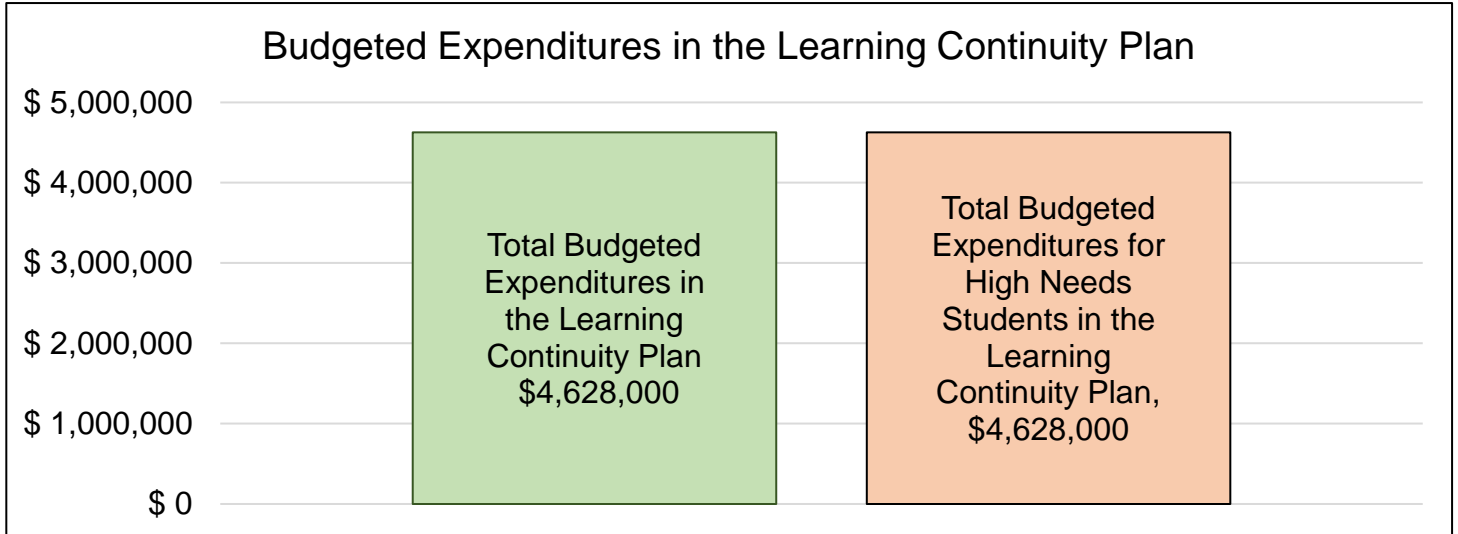 Budgeted Expenditures in the Learning Continuity Plan
$ 5,000,000
$ 4,000,000
$ 3,000,000
$ 2,000,000
$ 1,000,000
$ 0
Total Budgeted
Expenditures in
the Learning
Continuity Plan
$4,628,000
Total Budgeted
Expenditures for
High Needs
Students in the
Learning
Continuity Plan,
$4,628,000